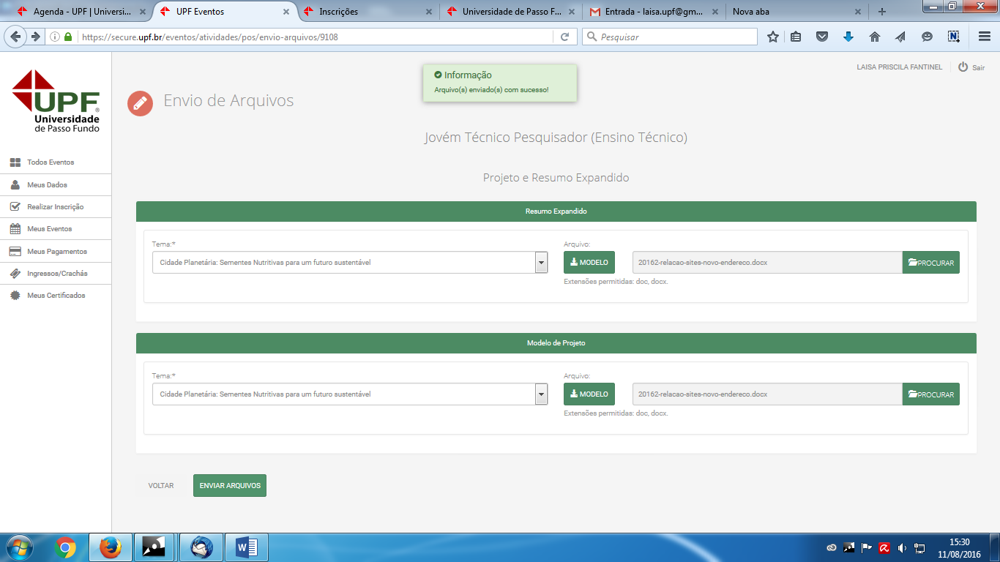 Agenda - UPF | Universi...
UPF Eventos
Inscrições
Universidade de Passo F...
Entrada - laisa.upf@gm...
Nova aba
https://secure.upf.br/eventos/atividades/pos/envio-arquivos/9108
Pesquisar
LAISA PRISCILA FANTINEL
Sair
Informação
Arquivo(s) enviado(s) com sucesso!
UPF
Universidade
de Passo Fundo
Envio de Arquivos
Jovém Técnico Pesquisador (Ensino Técnico)
Projeto e Resumo Expandido
Todos Eventos
Meus Dados
Realizar Inscrição
Meus Eventos
Meus Pagamentos
Ingressos/Crachás
Meus Certificados
Resumo Expandido
Tema:*
Arquivo:
Cidade Planetária: Sementes Nutritivas para um futuro sustentável
MODELO
20162-relacao-sites-novo-endereco.docx
PROCURAR
Extensões permitidas: doc, docx.
Modelo de Projeto
Tema:*
Arquivo:
Cidade Planetária: Sementes Nutritivas para um futuro sustentável
MODELO
20162-relacao-sites-novo-endereco.docx
PROCURAR
Extensões permitidas: doc, docx.
VOLTAR
ENVIAR ARQUIVOS
15:30
11/08/2016